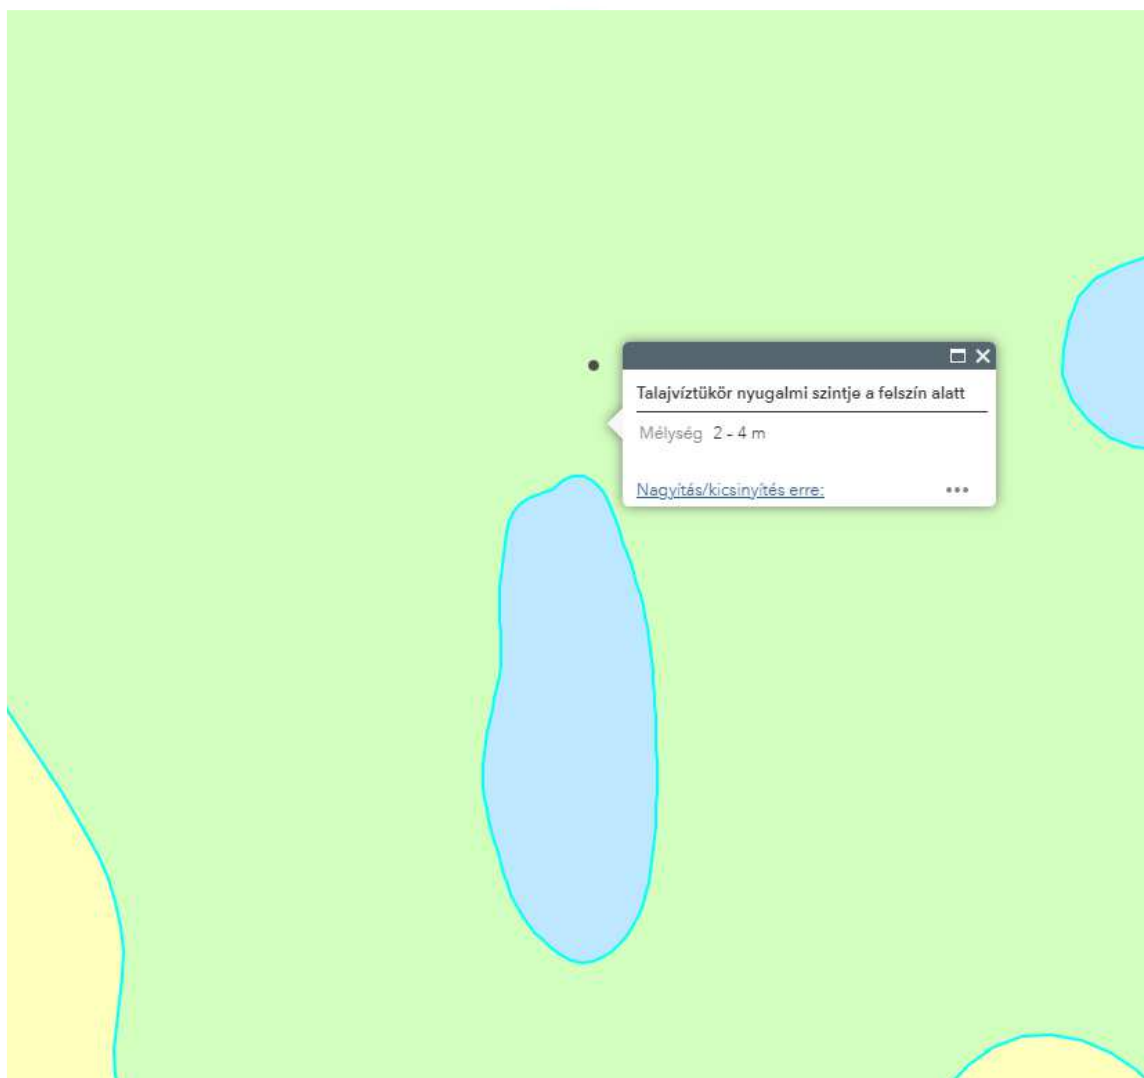 Talajvíztükör nyugalmi szintje a felszín alatt
Mélység 2 - 4 m
Nagyítás/kicsinyítés erre: